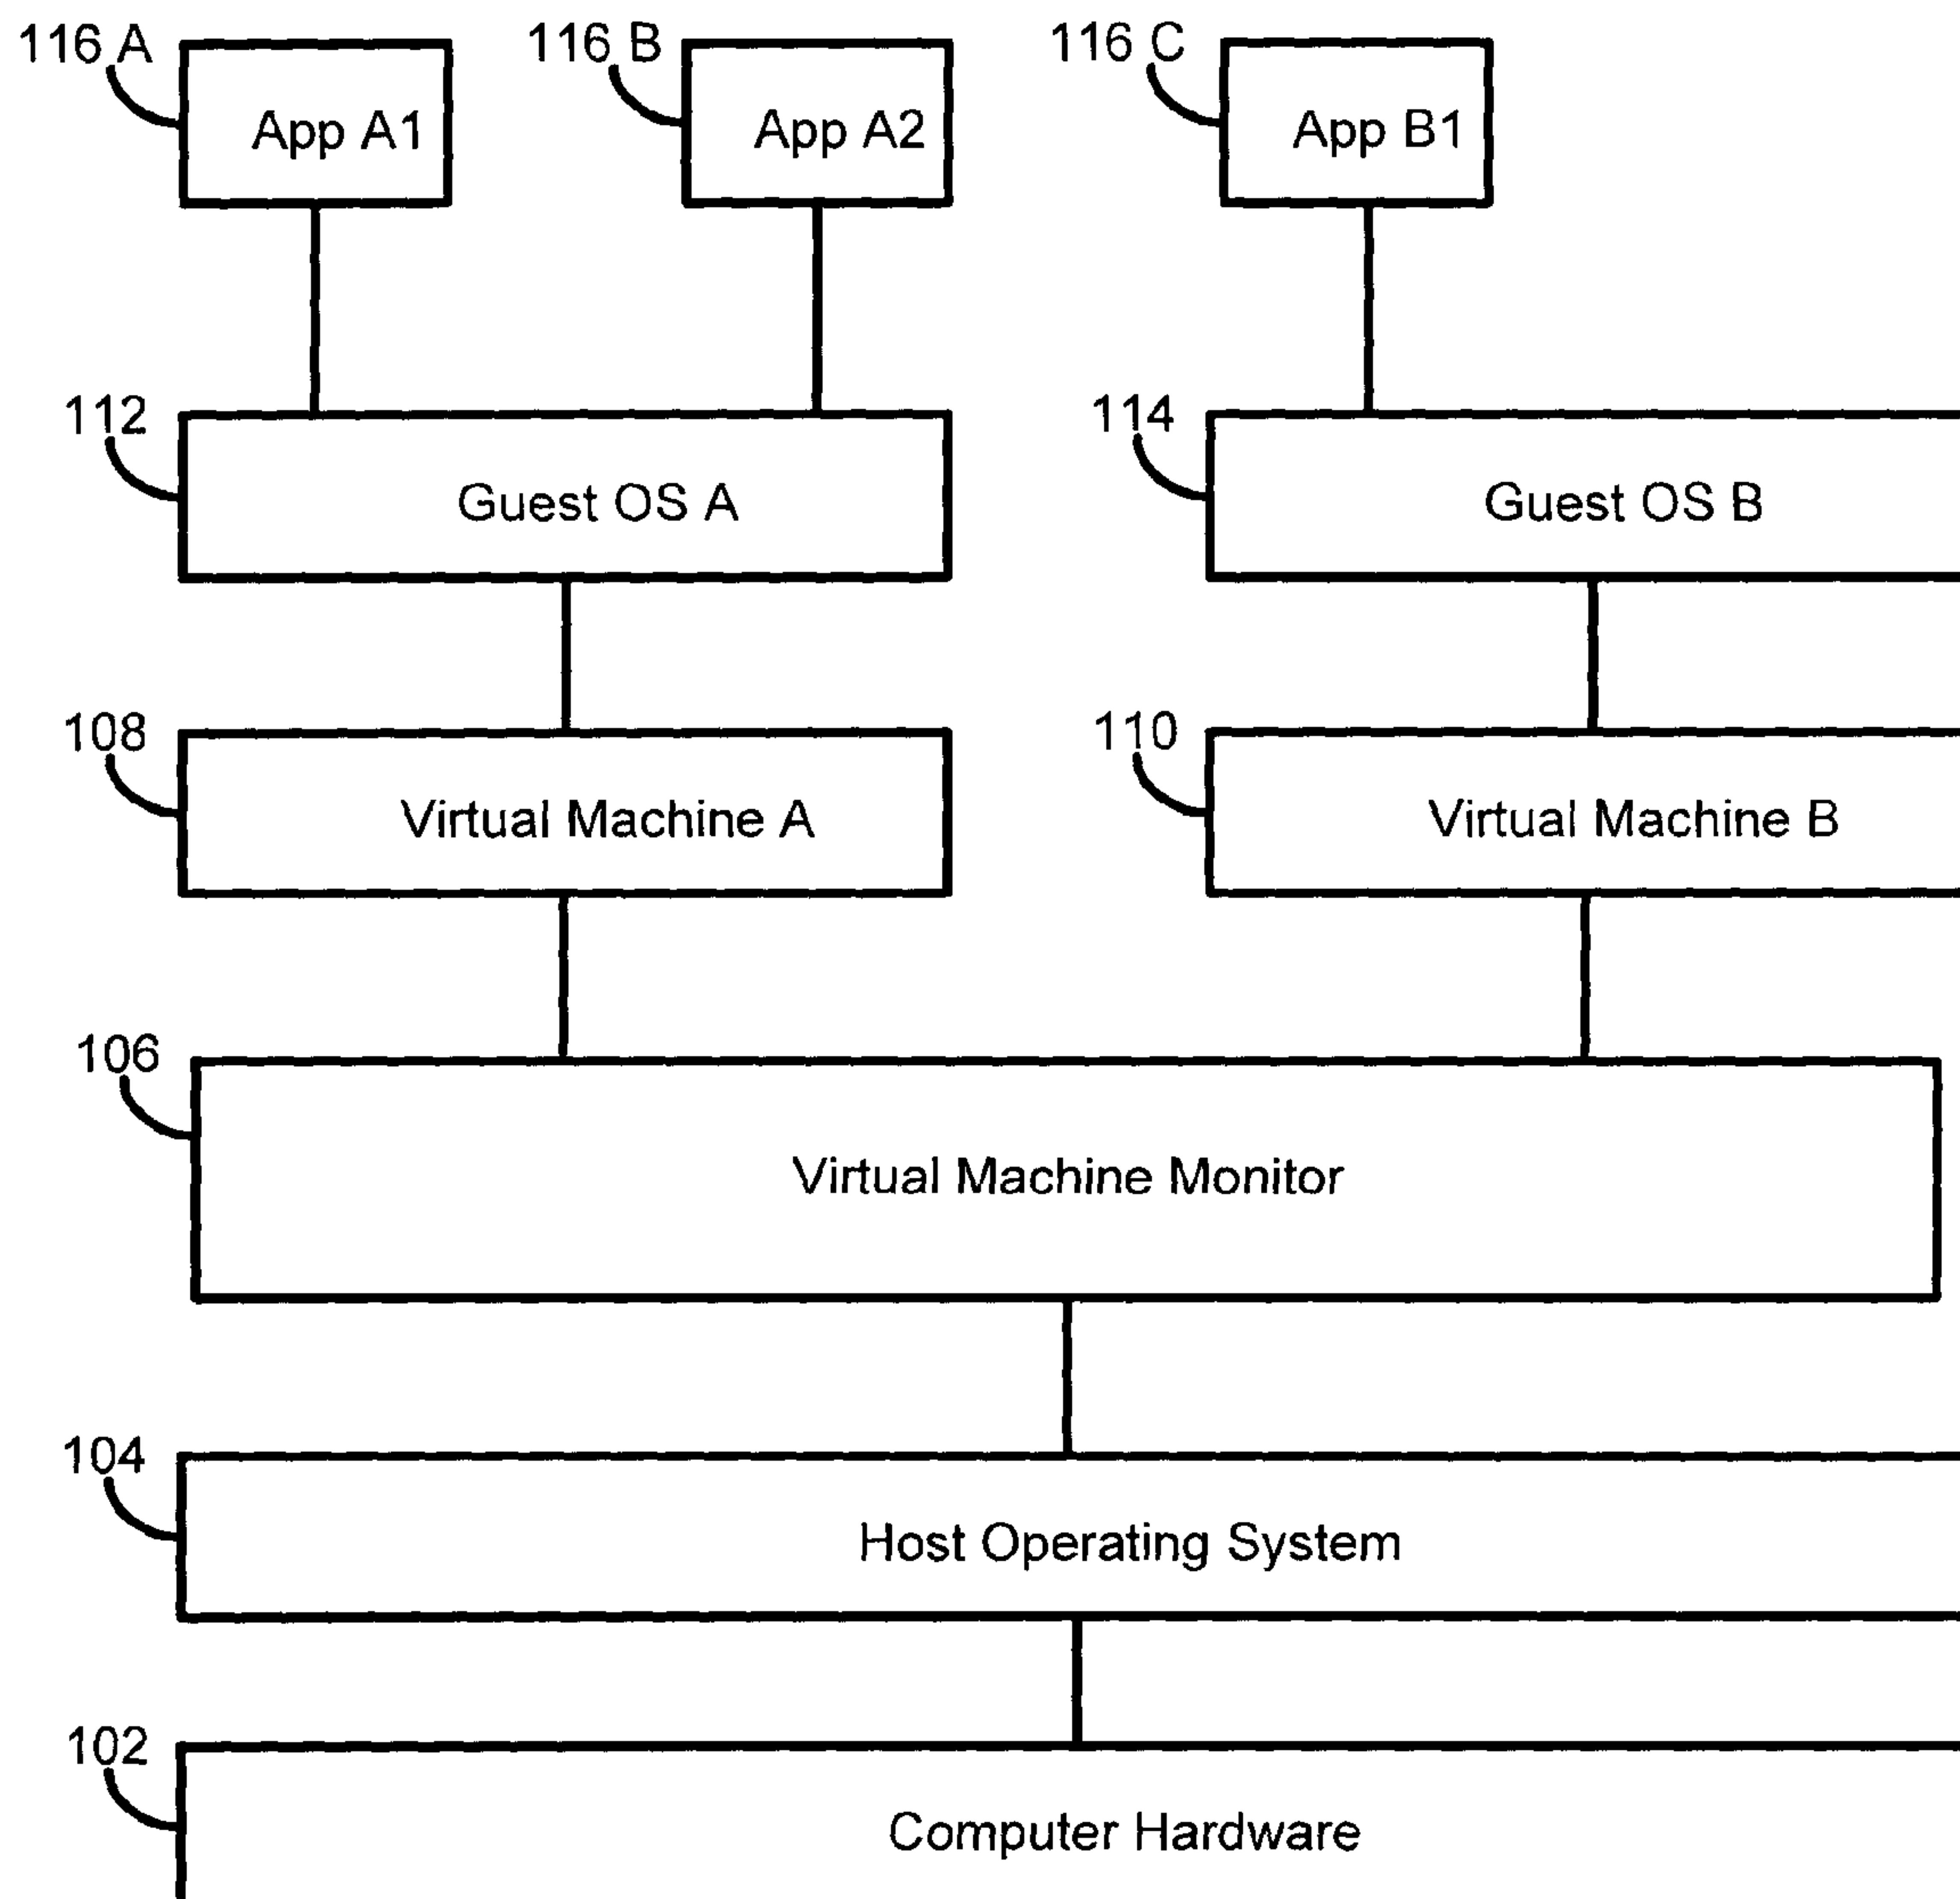 116 A
116 B
116 C
App A1
App A2
App B1
112
114
Guest OS A
Guest OS B
108
110
Virtual Machine A
Virtual Machine B
106
Virtual Machine Monitor
104
Host Operating System
102
Computer Hardware